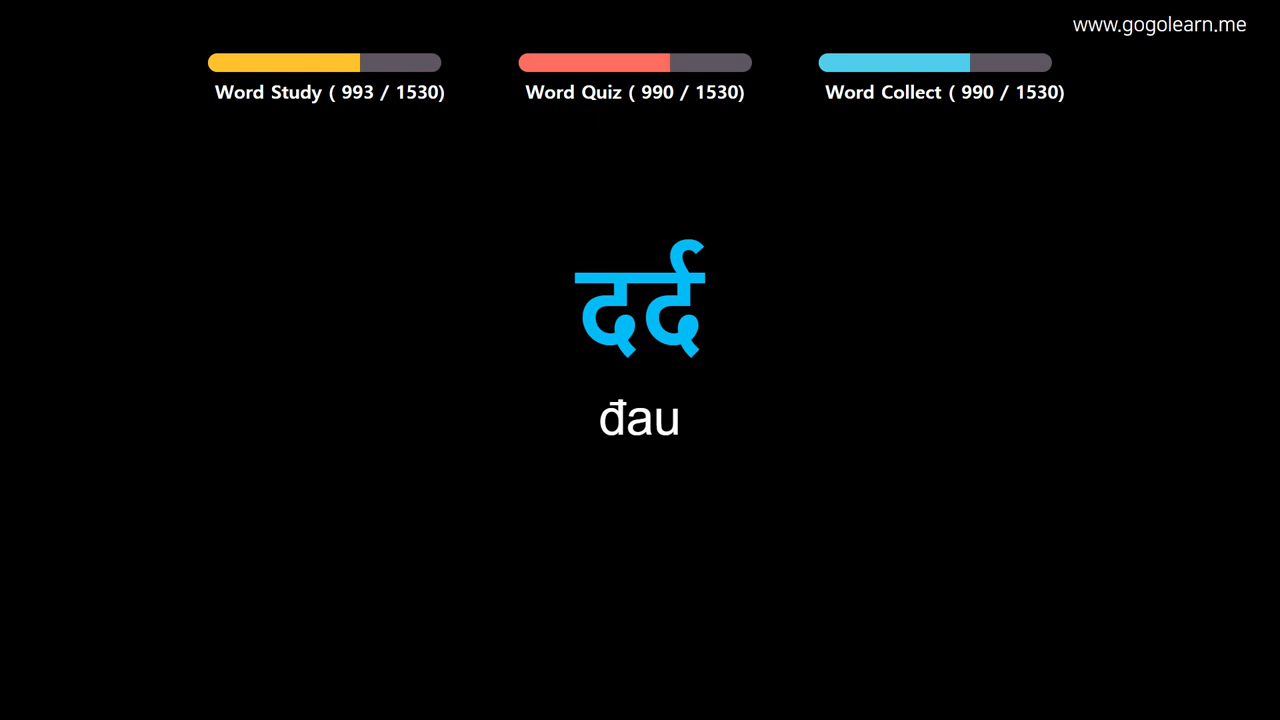 www.gogolearn.me
Word Study ( 993 / 1530)
Word Quiz ( 990 / 1530)
Word Collect ( 990 / 1530)
दर्द
đau